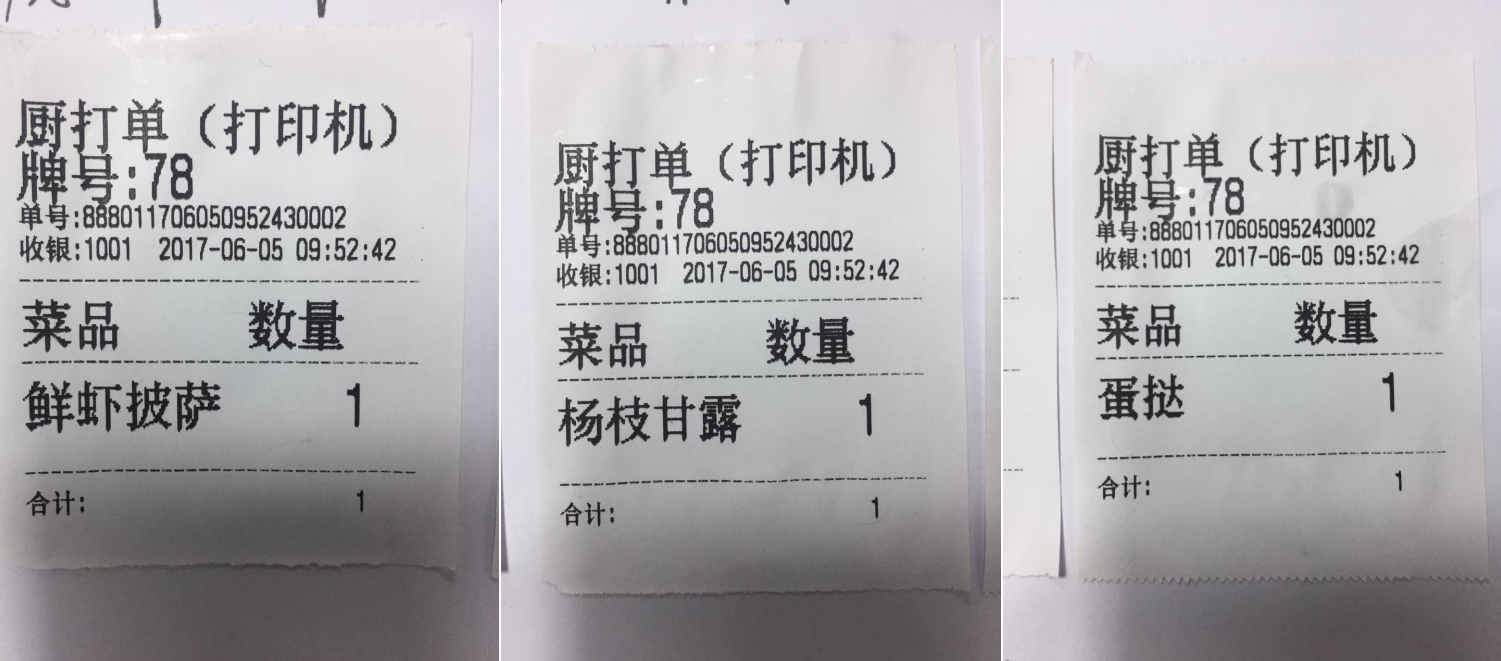 厨打单（打印机）
牌号:78
单号:888011706050952430002
收银:1001 2017-06-05 09:52:42
菜品 数量
鲜虾披萨 1
合计: 1
厨打单（打印机）
牌号:78
单号:888011706050952430002
收银:1001 2017-06-05 09:52:42
菜品 数量
杨枝甘露 1
合计: 1
厨打单（打印机）
牌号:78
单号:888011706050952430002
收银:1001 2017-06-05 09:52:42
菜品 数量
蛋挞 1
合计: 1